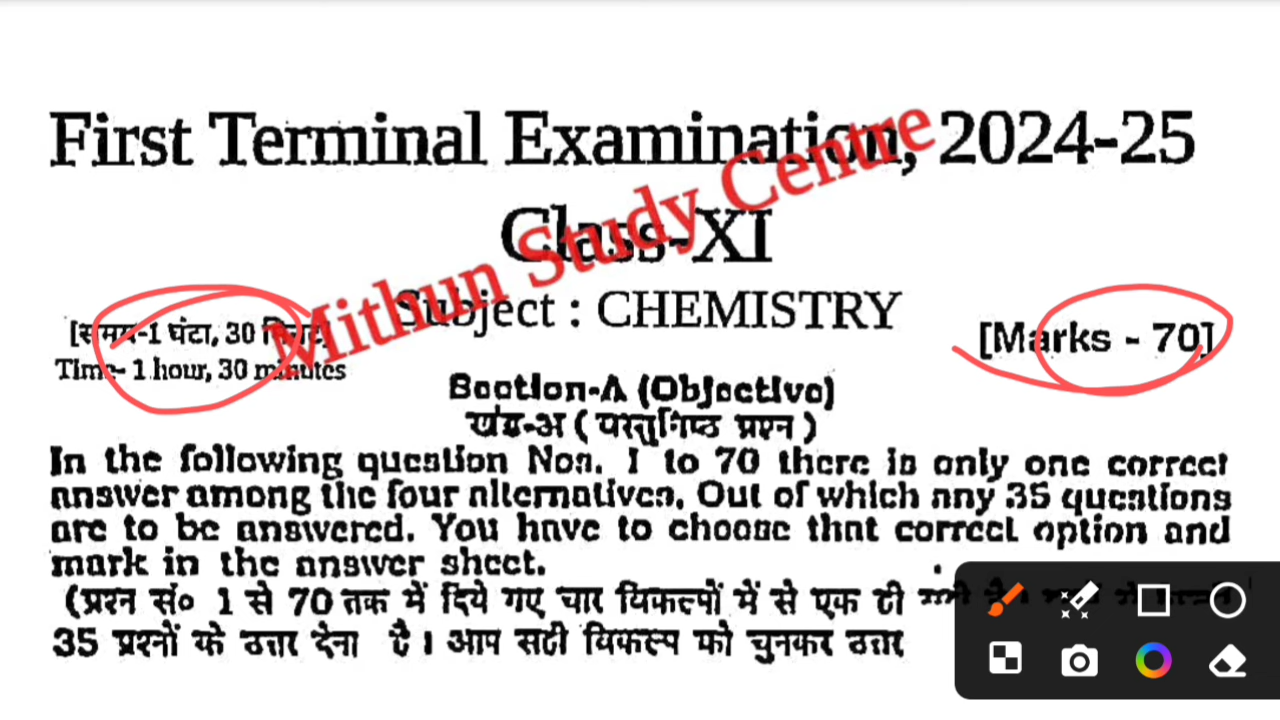 First Terminal Examination, 2024-25
Class-XI
Mithun Study Centre
Subject : CHEMISTRY
[समय-1 घंटा, 30 मिनट]
Time- 1 hour, 30 minutes
[Marks - 70]
Section-A (Objective)
खंड-अ ( वस्तुनिष्ठ प्रश्न )
In the following question Nos. 1 to 70 there is only one correct
answer among the four alternatives. Out of which any 35 questions
are to be answered. You have to choose that correct option and
mark in the answer sheet.
(प्रश्न सं० 1 से 70 तक में दिये गए चार विकल्पों में से एक ही
35 प्रश्नों के उत्तर देना है । आप सही विकल्प को चुनकर उत्तर